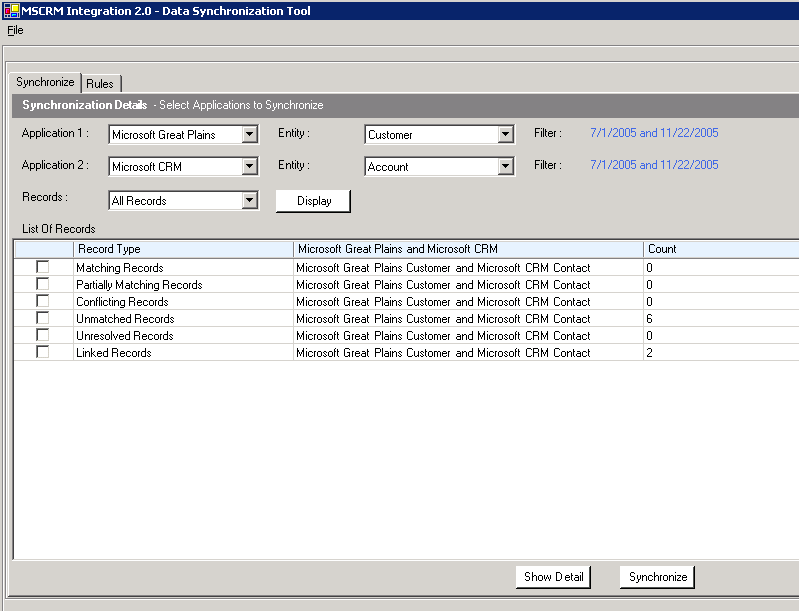 MSCRM Integration 2.0 - Data Synchronization Tool
File
Synchronize Rules
Synchronization Details - Select Applications to Synchronize
Application 1 : Microsoft Great Plains Entity : Customer Filter : 7/1/2005 and 11/22/2005
Application 2 : Microsoft CRM Entity : Account Filter : 7/1/2005 and 11/22/2005
Records : All Records Display
List Of Records
Record Type Microsoft Great Plains and Microsoft CRM Count
Matching Records Microsoft Great Plains Customer and Microsoft CRM Contact 0
Partially Matching Records Microsoft Great Plains Customer and Microsoft CRM Contact 0
Conflicting Records Microsoft Great Plains Customer and Microsoft CRM Contact 0
Unmatched Records Microsoft Great Plains Customer and Microsoft CRM Contact 6
Unresolved Records Microsoft Great Plains Customer and Microsoft CRM Contact 0
Linked Records Microsoft Great Plains Customer and Microsoft CRM Contact 2
Show Detail Synchronize